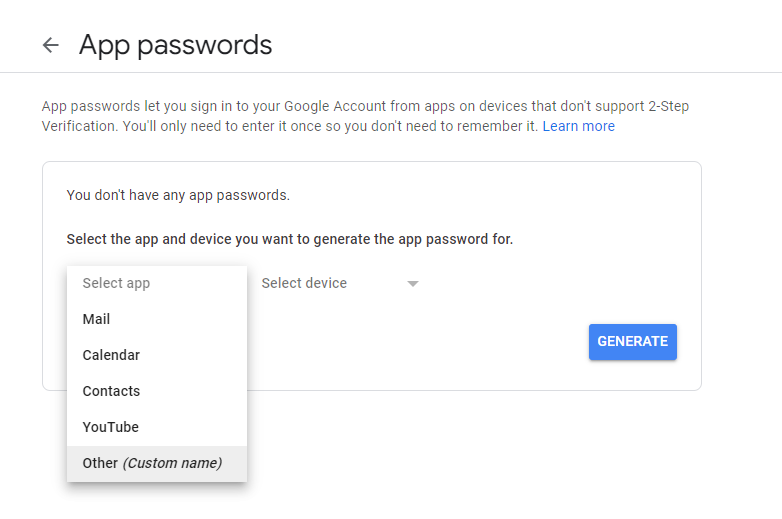 App passwords
App passwords let you sign in to your Google Account from apps on devices that don't support 2-Step
Verification. You'll only need to enter it once so you don't need to remember it. Learn more
You don't have any app passwords.
Select the app and device you want to generate the app password for.
Select app
Select device
Mail
Calendar
Contacts
YouTube
Other (Custom name)
GENERATE